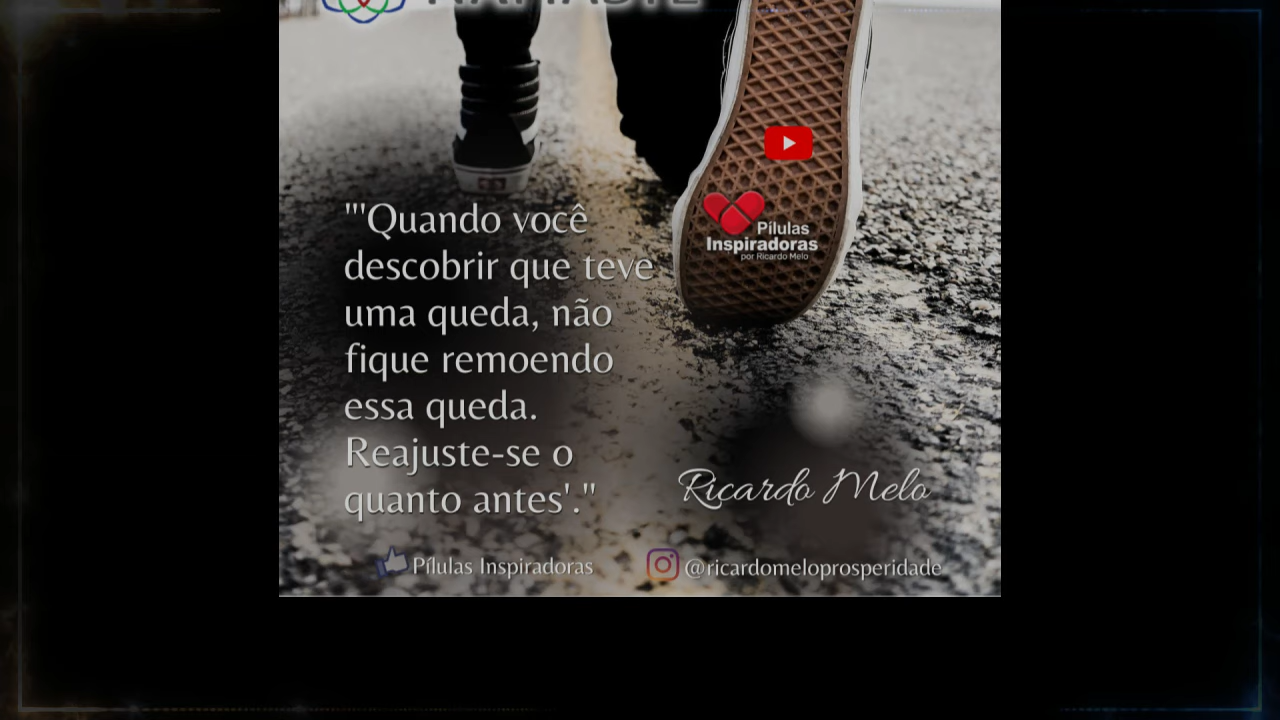 NAMASTÊ
Pílulas
Inspiradoras
por Ricardo Melo
"'Quando você
descobrir que teve
uma queda, não
fique remoendo
essa queda.
Reajuste-se o
quanto antes'."
Ricardo Melo
Pílulas Inspiradoras
@ricardomeloprosperidade